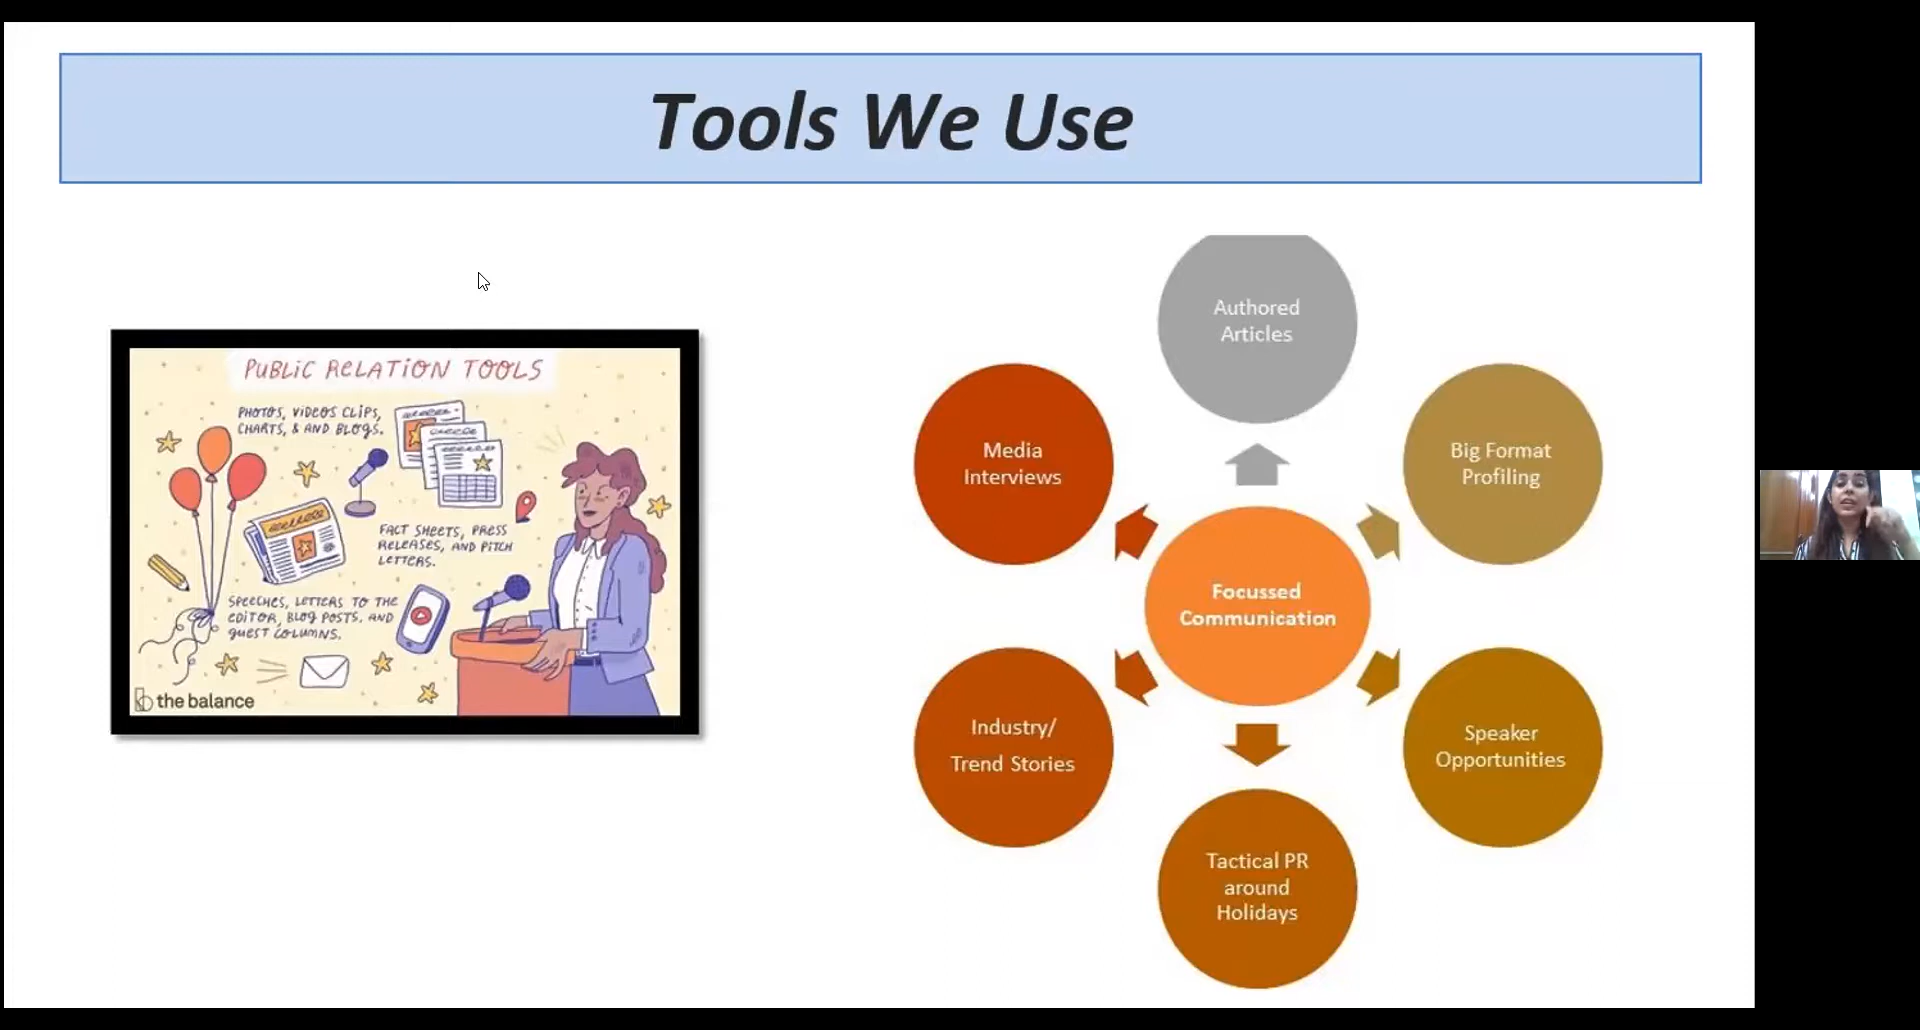 Tools We Use
PUBLIC RELATION TOOLS
PHOTOS, VIDEOS CLIPS,
CHARTS, & AND BLOGS.
FACT SHEETS, PRESS
RELEASES, AND PITCH
LETTERS.
SPEECHES, LETTERS TO THE
EDITOR, BLOG POSTS, AND
GUEST COLUMNS.
the balance
Authored
Articles
Media
Interviews
Big Format
Profiling
Focussed
Communication
Industry/
Trend Stories
Speaker
Opportunities
Tactical PR
around
Holidays